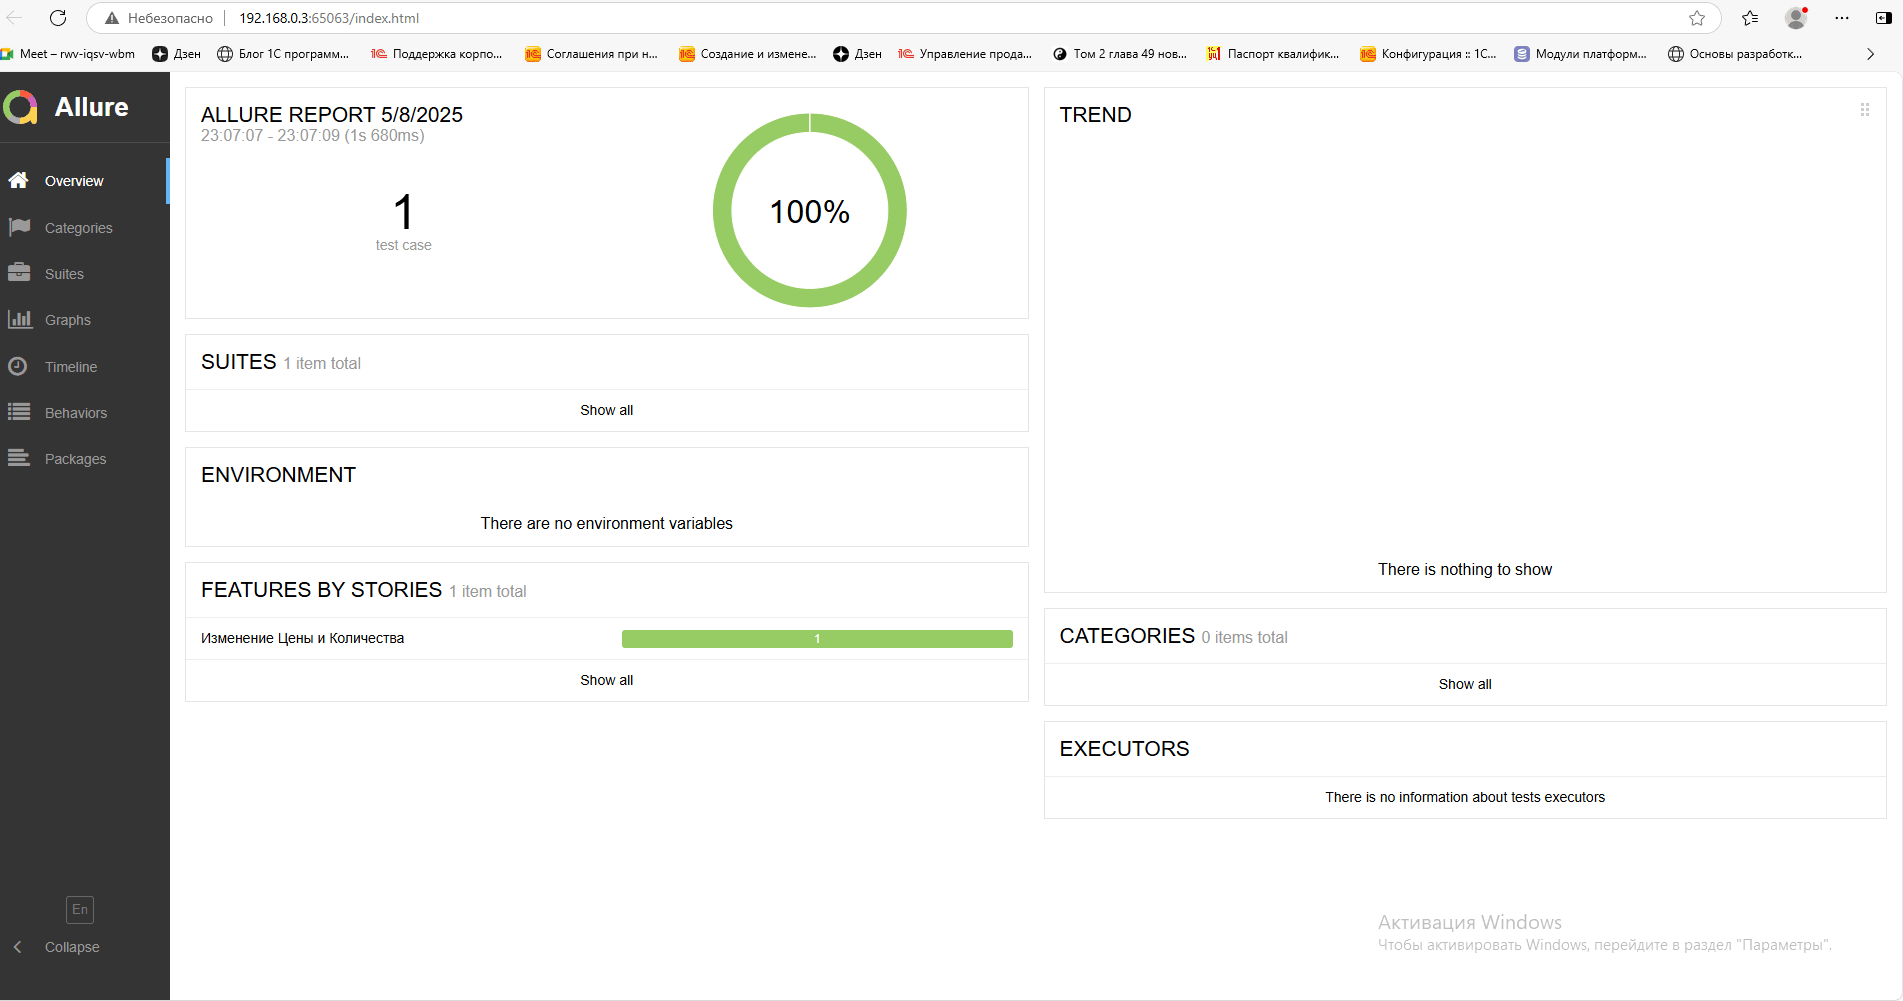 Небезопасно
192.168.0.3:65063/index.html
Meet – rwv-iqsv-wbm
Дзен
Блог 1С программ...
Поддержка корпо...
Соглашения при н...
Создание и измене...
Дзен
Управление прода...
Том 2 глава 49 нов...
Паспорт квалифик...
Конфигурация :: 1С...
Модули платформ...
Основы разработк...
Allure
Overview
Categories
Suites
Graphs
Timeline
Behaviors
Packages
En
Collapse
ALLURE REPORT 5/8/2025
23:07:07 - 23:07:09 (1s 680ms)
1
test case
100%
SUITES 1 item total
Show all
ENVIRONMENT
There are no environment variables
FEATURES BY STORIES 1 item total
Изменение Цены и Количества 1
Show all
TREND
There is nothing to show
CATEGORIES 0 items total
Show all
EXECUTORS
There is no information about tests executors
Активация Windows
Чтобы активировать Windows, перейдите в раздел "Параметры".